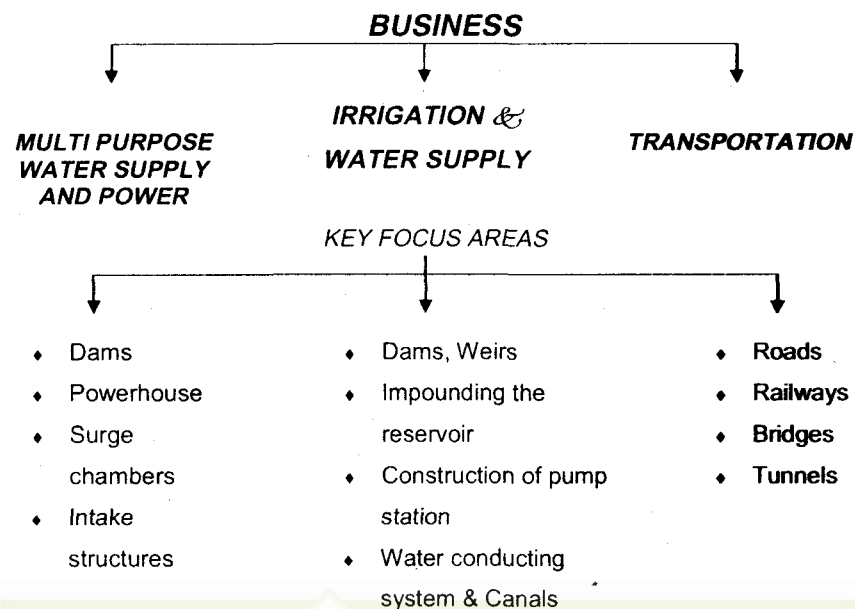 BUSINESS
MULTI PURPOSE
WATER SUPPLY
AND POWER
IRRIGATION &
WATER SUPPLY
TRANSPORTATION
KEY FOCUS AREAS
♦ Dams
♦ Powerhouse
♦ Surge
chambers
♦ Intake
structures
♦ Dams, Weirs
♦ Impounding the
reservoir
♦ Construction of pump
station
♦ Water conducting
system & Canals
♦ Roads
♦ Railways
♦ Bridges
♦ Tunnels